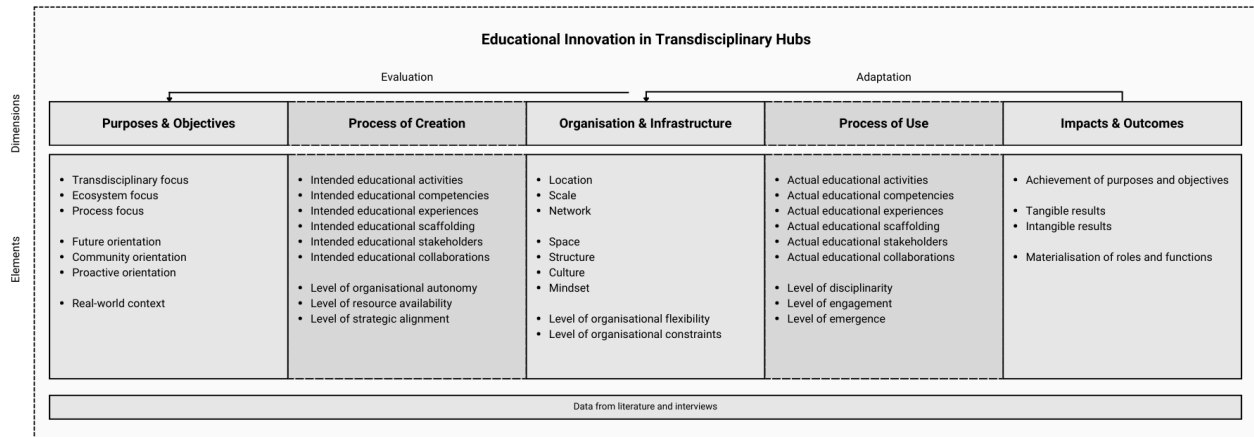 Educational Innovation in Transdisciplinary Hubs
Evaluation
Adaptation
Dimensions
Purposes & Objectives
Process of Creation
Organisation & Infrastructure
Process of Use
Impacts & Outcomes
Elements
• Transdisciplinary focus
• Ecosystem focus
• Process focus
• Future orientation
• Community orientation
• Proactive orientation
• Real-world context
• Intended educational activities
• Intended educational competencies
• Intended educational experiences
• Intended educational scaffolding
• Intended educational stakeholders
• Intended educational collaborations
• Level of organisational autonomy
• Level of resource availability
• Level of strategic alignment
• Location
• Scale
• Network
• Space
• Structure
• Culture
• Mindset
• Level of organisational flexibility
• Level of organisational constraints
• Actual educational activities
• Actual educational competencies
• Actual educational experiences
• Actual educational scaffolding
• Actual educational stakeholders
• Actual educational collaborations
• Level of disciplinarity
• Level of engagement
• Level of emergence
• Achievement of purposes and objectives
• Tangible results
• Intangible results
• Materialisation of roles and functions
Data from literature and interviews